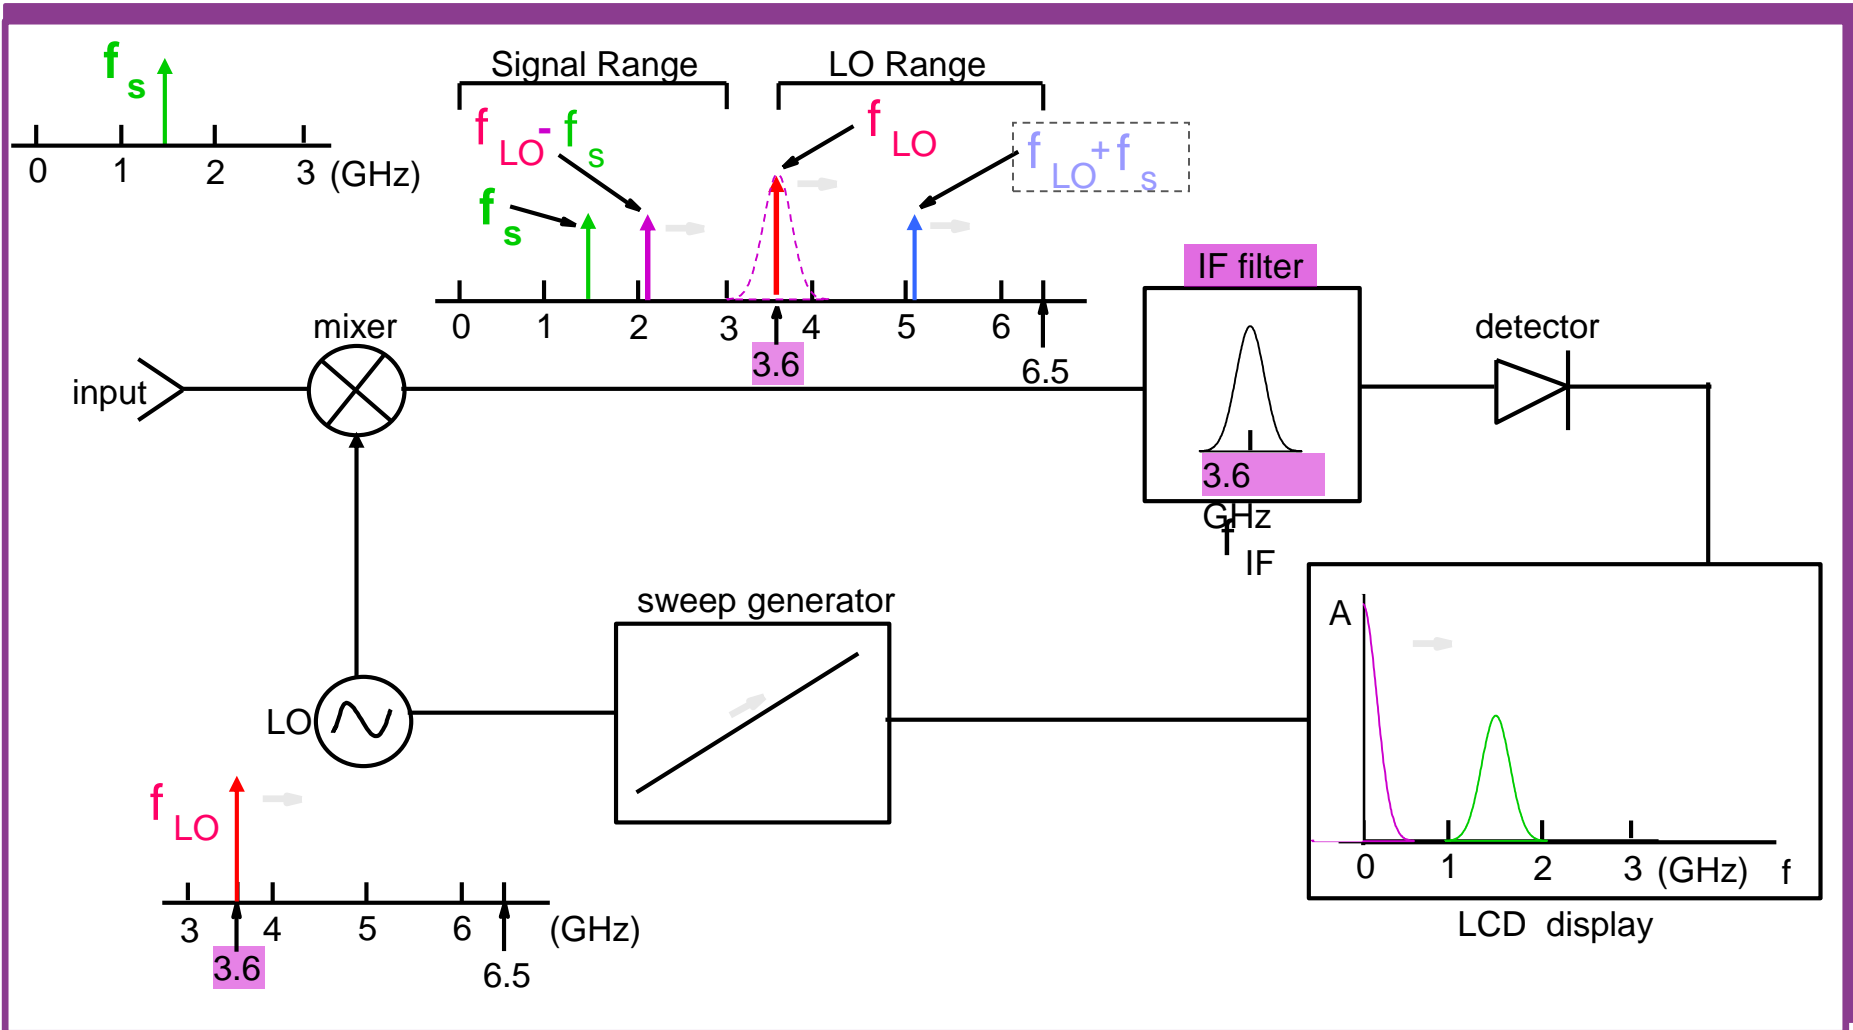 f s
0 1 2 3 (GHz)
Signal Range
LO Range
f LO - f s
f LO
f LO + f s
f s
0 1 2 3 4 5 6
3.6
6.5
IF filter
3.6
GHz
f IF
mixer
input
detector
sweep generator
LO
f LO
3 4 5 6 (GHz)
3.6
6.5
A
0 1 2 3 (GHz) f
LCD display